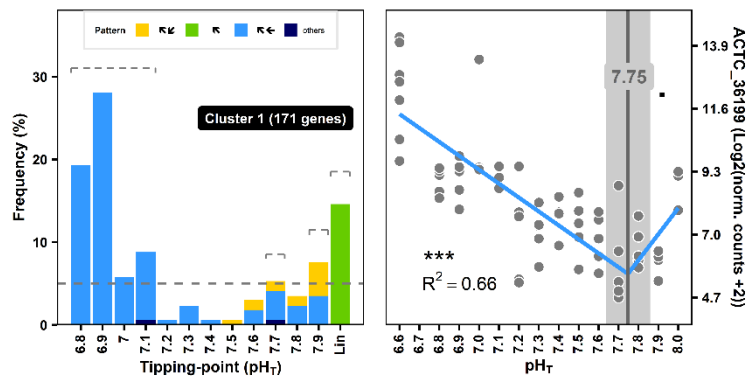 Pattern ↖↙ ↖ ↖← others
Frequency (%)
30
20
10
0
Cluster 1 (171 genes)
6.8 6.9 7 7.1 7.2 7.3 7.4 7.5 7.6 7.7 7.8 7.9 Lin
Tipping-point (pHT)
7.75
***
R2 = 0.66
6.6 6.7 6.8 6.9 7.0 7.1 7.2 7.3 7.4 7.5 7.6 7.7 7.8 7.9 8.0
pHT
13.9
11.6
9.3
7.0
4.7
ACTC_36199 (Log2(norm. counts +2))